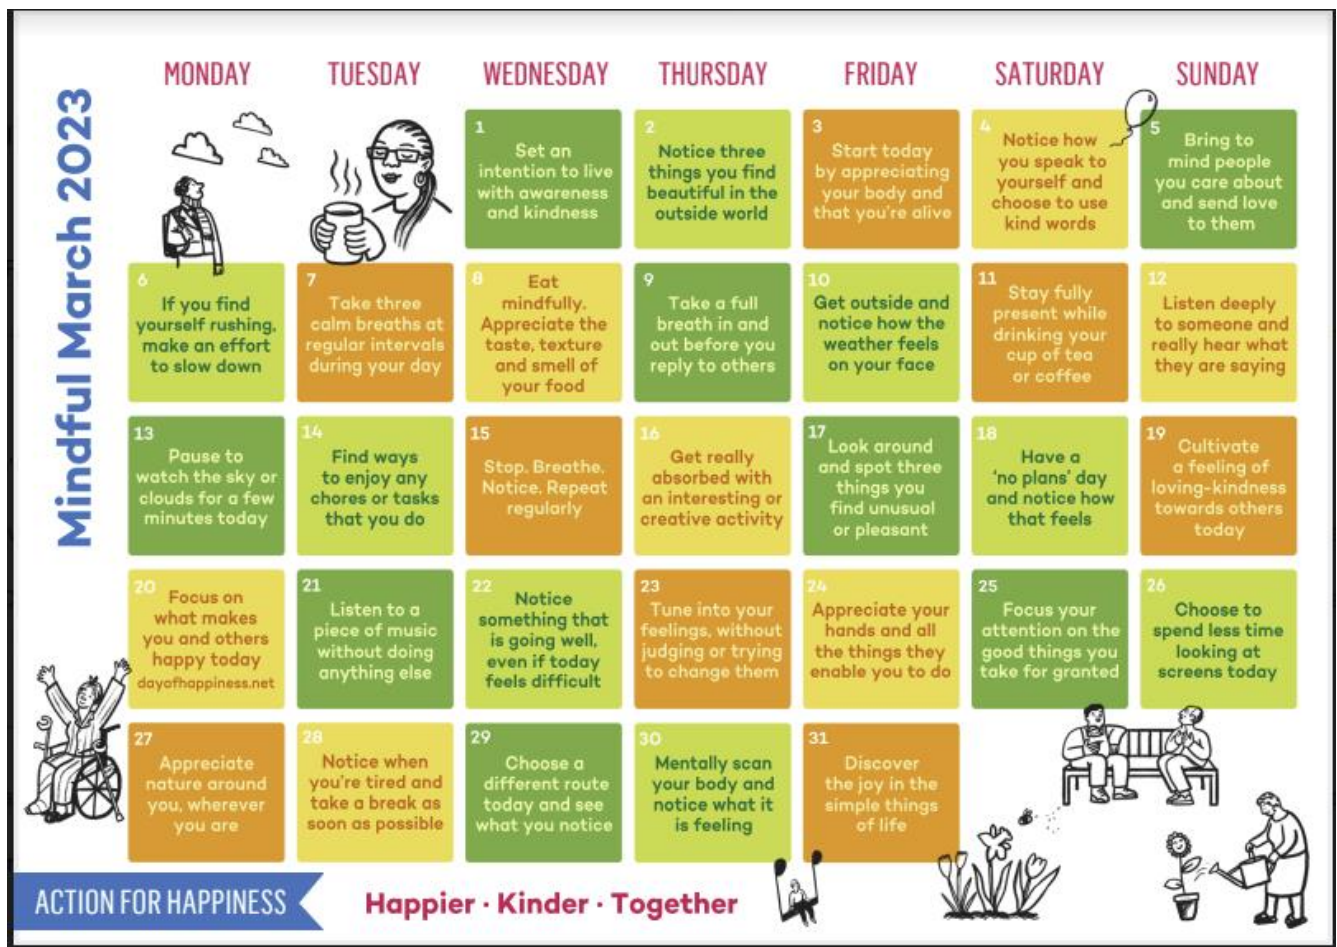 Mindful March 2023
MONDAY
TUESDAY
WEDNESDAY
THURSDAY
FRIDAY
SATURDAY
SUNDAY
1
Set an
intention to live
with awareness
and kindness
2
Notice three
things you find
beautiful in the
outside world
3
Start today
by appreciating
your body and
that you're alive
4
Notice how
you speak to
yourself and
choose to use
kind words
5
Bring to
mind people
you care about
and send love
to them
6
If you find
yourself rushing,
make an effort
to slow down
7
Take three
calm breaths at
regular intervals
during your day
8
Eat
mindfully.
Appreciate the
taste, texture
and smell of
your food
9
Take a full
breath in and
out before you
reply to others
10
Get outside and
notice how the
weather feels
on your face
11
Stay fully
present while
drinking your
cup of tea
or coffee
12
Listen deeply
to someone and
really hear what
they are saying
13
Pause to
watch the sky or
clouds for a few
minutes today
14
Find ways
to enjoy any
chores or tasks
that you do
15
Stop. Breathe.
Notice. Repeat
regularly
16
Get really
absorbed with
an interesting or
creative activity
17
Look around
and spot three
things you
find unusual
or pleasant
18
Have a
'no plans' day
and notice how
that feels
19
Cultivate
a feeling of
loving-kindness
towards others
today
20
Focus on
what makes
you and others
happy today
dayofhappiness.net
21
Listen to a
piece of music
without doing
anything else
22
Notice
something that
is going well,
even if today
feels difficult
23
Tune into your
feelings, without
judging or trying
to change them
24
Appreciate your
hands and all
the things they
enable you to do
25
Focus your
attention on the
good things you
take for granted
26
Choose to
spend less time
looking at
screens today
27
Appreciate
nature around
you, wherever
you are
28
Notice when
you're tired and
take a break as
soon as possible
29
Choose a
different route
today and see
what you notice
30
Mentally scan
your body and
notice what it
is feeling
31
Discover
the joy in the
simple things
of life
ACTION FOR HAPPINESS
Happier · Kinder · Together